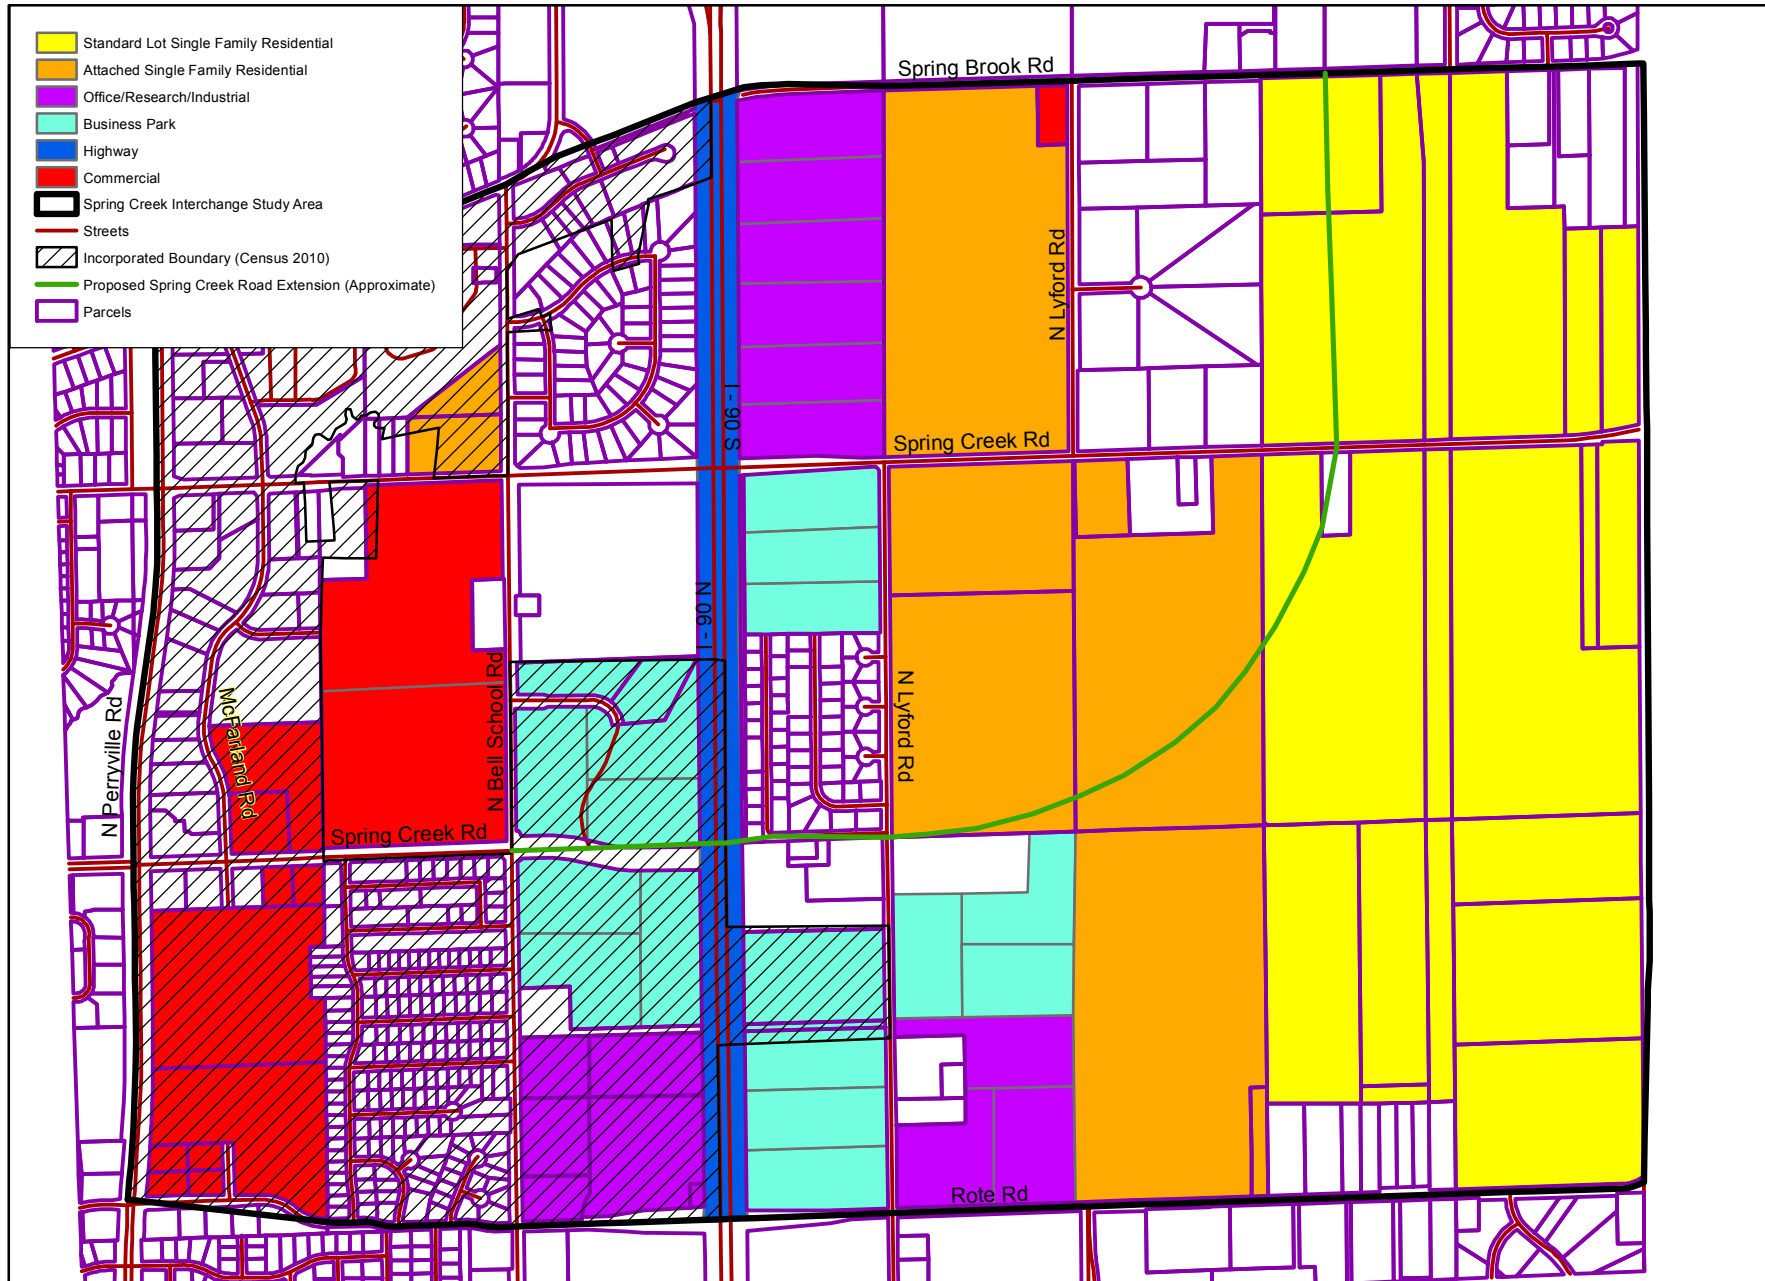 Standard Lot Single Family Residential
Attached Single Family Residential
Office/Research/Industrial
Business Park
Highway
Commercial
Spring Creek Interchange Study Area
Streets
Incorporated Boundary (Census 2010)
Proposed Spring Creek Road Extension (Approximate)
Parcels
Spring Brook Rd
N Lyford Rd
I - 90 S
Spring Creek Rd
I - 90 N
N Bell School Rd
N Lyford Rd
McFarland Rd
N Perryville Rd
Spring Creek Rd
Rote Rd